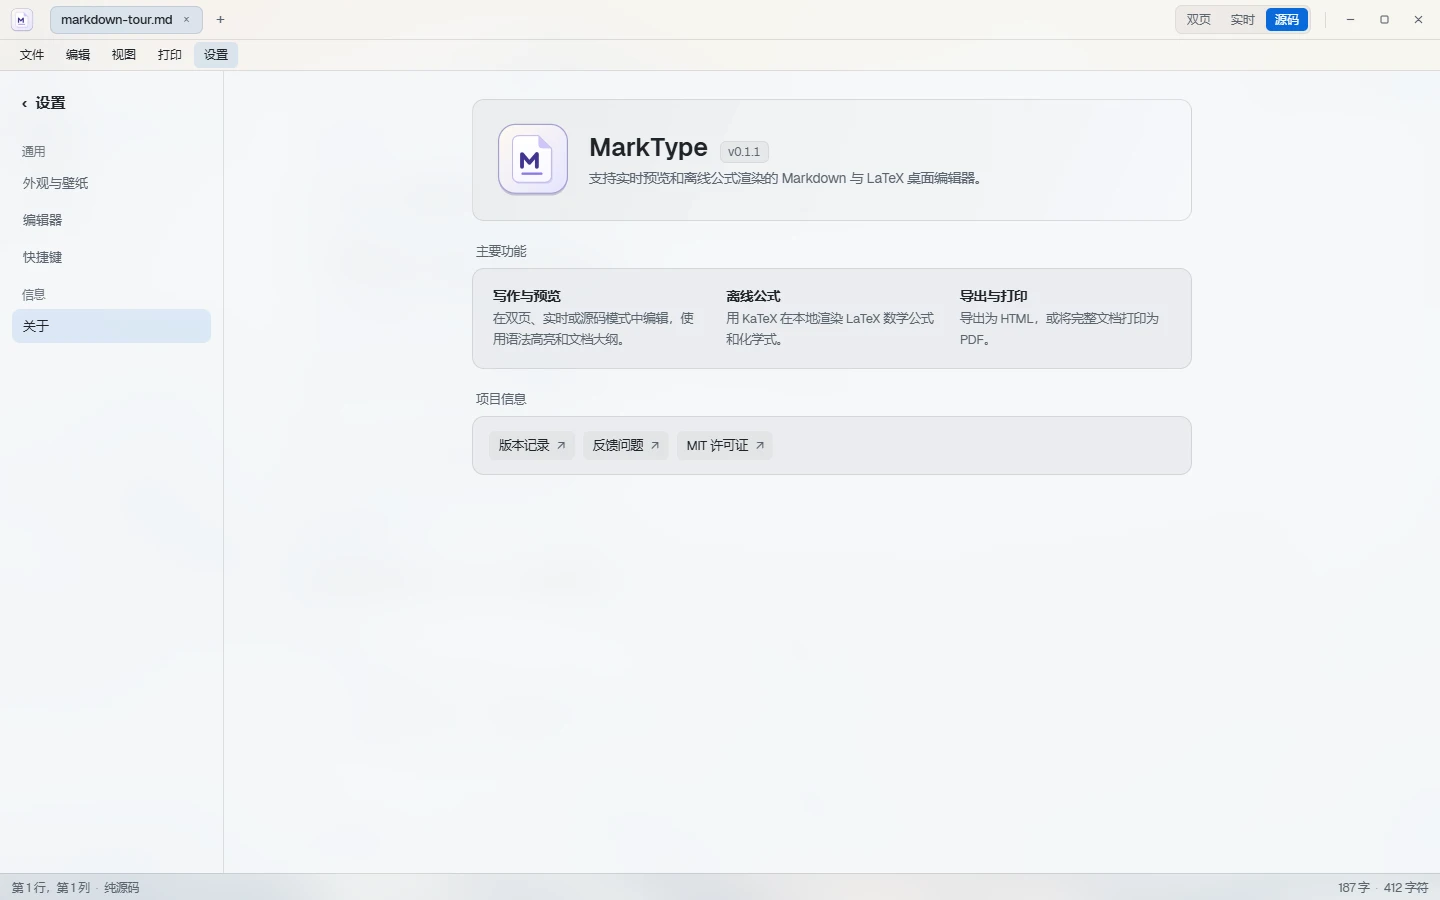 markdown-tour.md × +
双页 实时 源码
文件 编辑 视图 打印 设置
‹ 设置
通用
外观与壁纸
编辑器
快捷键
信息
关于
MarkType v0.1.1
支持实时预览和离线公式渲染的 Markdown 与 LaTeX 桌面编辑器。
主要功能
写作与预览
在双页、实时或源码模式中编辑，使
用语法高亮和文档大纲。
离线公式
用 KaTeX 在本地渲染 LaTeX 数学公式
和化学式。
导出与打印
导出为 HTML，或将完整文档打印为
PDF。
项目信息
版本记录 ↗ 反馈问题 ↗ MIT 许可证 ↗
第 1 行，第 1 列 · 纯源码
187 字 · 412 字符